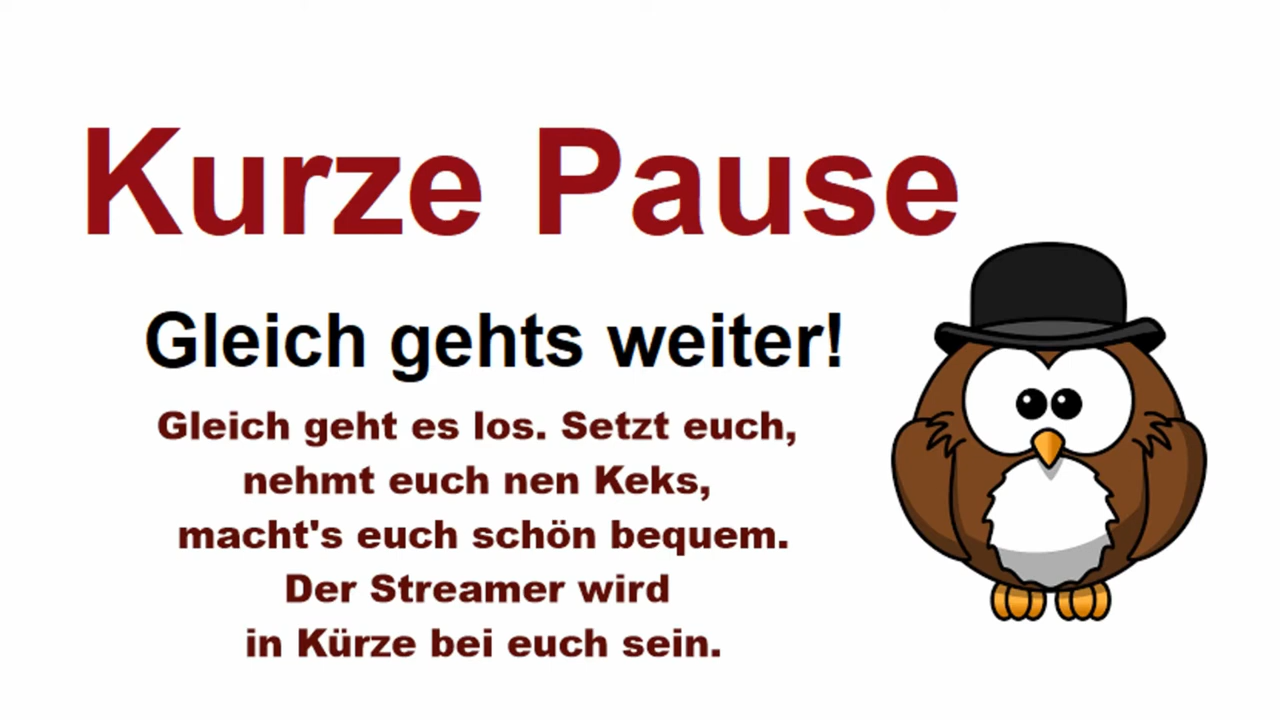 Kurze Pause
Gleich gehts weiter!
Gleich geht es los. Setzt euch,
nehmt euch nen Keks,
macht's euch schön bequem.
Der Streamer wird
in Kürze bei euch sein.